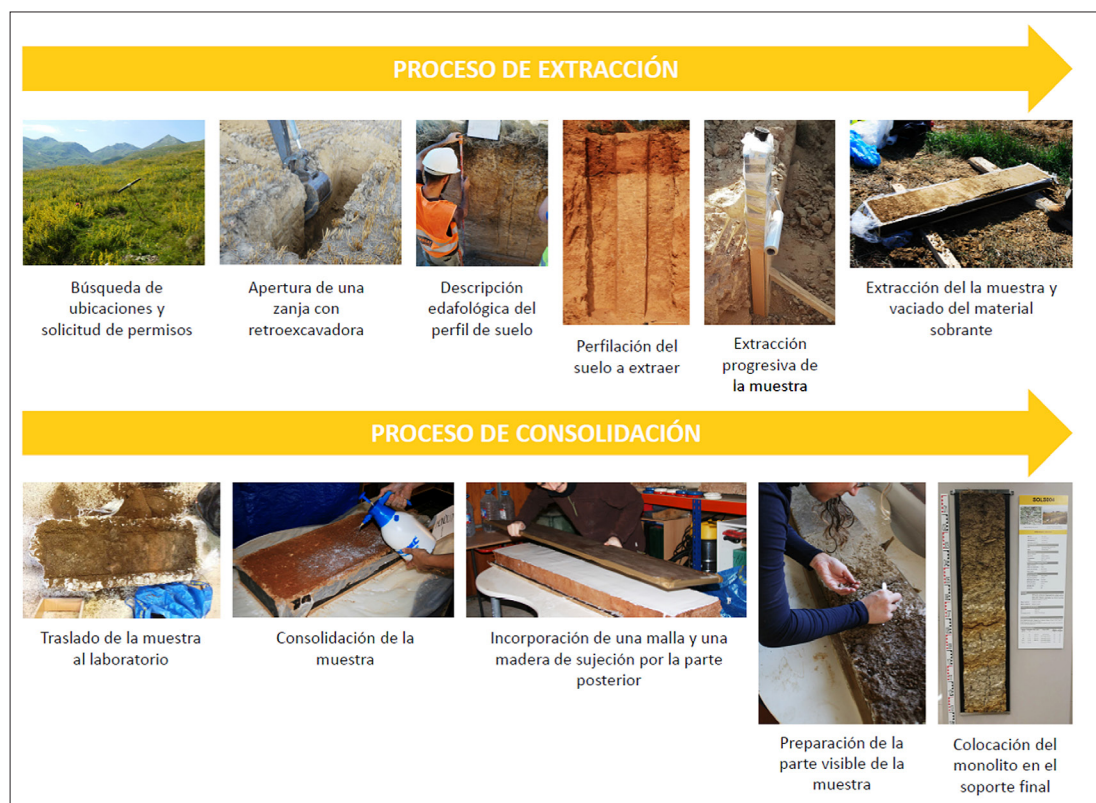 PROCESO DE EXTRACCIÓN
Búsqueda de
ubicaciones y
solicitud de permisos
Apertura de una
zanja con
retroexcavadora
Descripción
edafológica del
perfil de suelo
Perfilación del
suelo a extraer
Extracción
progresiva de
la muestra
Extracción del la muestra y
vaciado del material
sobrante
PROCESO DE CONSOLIDACIÓN
Traslado de la muestra
al laboratorio
Consolidación de la
muestra
Incorporación de una malla y una
madera de sujeción por la parte
posterior
Preparación de la
parte visible de la
muestra
Colocación del
monolito en el
soporte final